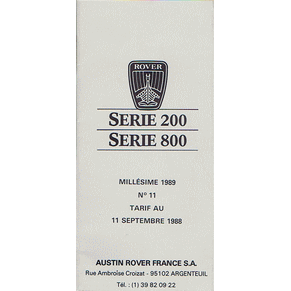 ROVER
SERIE 200
SERIE 800
MILLÉSIME 1989
N° 11
TARIF AU
11 SEPTEMBRE 1988
AUSTIN ROVER FRANCE S.A.
Rue Ambroise Croizat - 95102 ARGENTEUIL
Tél. : (1) 39 82 09 22